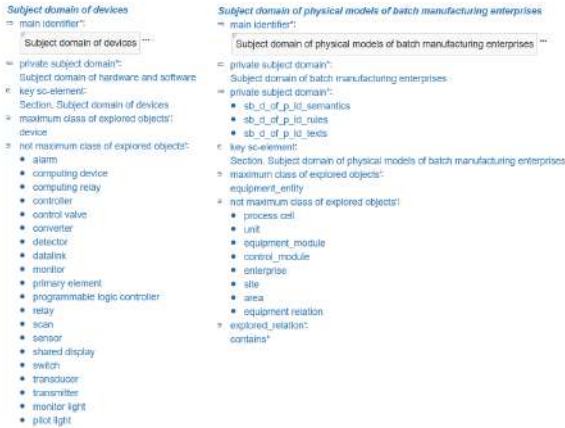 Subject domain of devices
⇒ main identifier*:
Subject domain of devices ...
private subject domain*:
Subject domain of hardware and software
∈ key sc-element:
Section. Subject domain of devices
∋ maximum class of explored objects':
device
∋ not maximum class of explored objects':
• alarm
• computing device
• computing relay
• controller
• control valve
• converter
• detector
• datalink
• monitor
• primary element
• programmable logic controller
• relay
• scan
• sensor
• shared display
• switch
• transducer
• transmitter
• monitor light
• pilot light
Subject domain of physical models of batch manufacturing enterprises
⇒ main identifier*:
Subject domain of physical models of batch manufacturing enterprises ...
private subject domain*:
Subject domain of batch manufacturing enterprises
⇒ private subject domain*:
• sb_d_of_p_id_semantics
• sb_d_of_p_id_rules
• sb_d_of_p_id_texts
∈ key sc-element:
Section. Subject domain of physical models of batch manufacturing enterprises
∋ maximum class of explored objects':
equipment_entity
∋ not maximum class of explored objects':
• process cell
• unit
• equipment_module
• control_module
• enterprise
• site
• area
• equipment relation
∋ explored_relation':
contains*